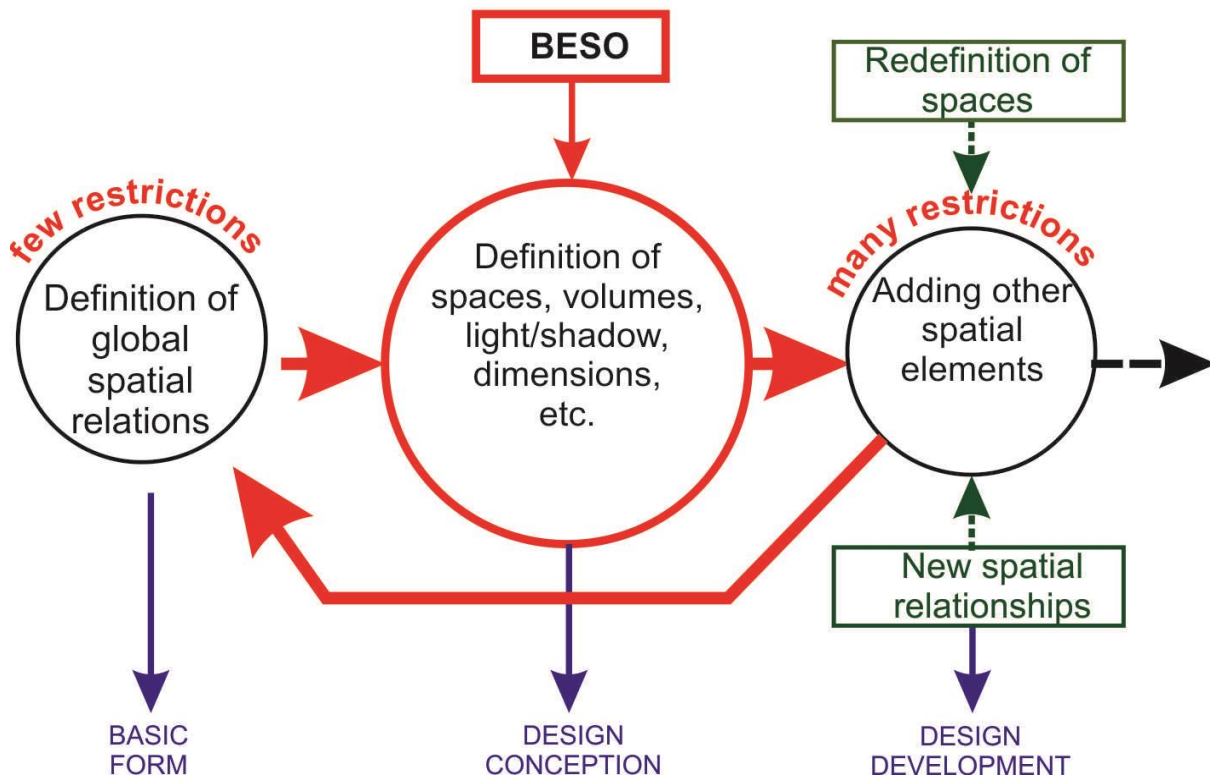 BESO
Redefinition of
spaces
few restrictions
Definition of
global
spatial
relations
Definition of
spaces, volumes,
light/shadow,
dimensions,
etc.
many restrictions
Adding other
spatial
elements
New spatial
relationships
BASIC
FORM
DESIGN
CONCEPTION
DESIGN
DEVELOPMENT